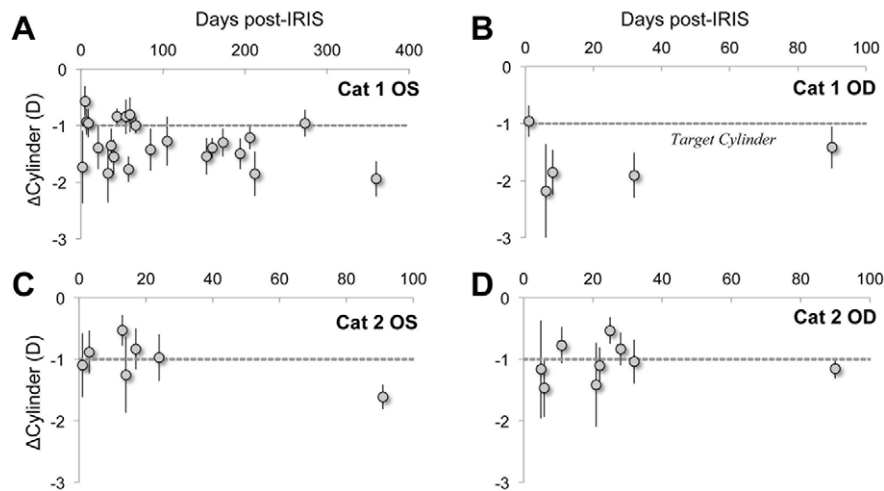 A
Days post-IRIS
0 100 200 300 400
0
-1
-2
-3
ΔCylinder (D)
Cat 1 OS
B
Days post-IRIS
0 20 40 60 80 100
0
-1
-2
-3
Cat 1 OD
Target Cylinder
C
0 20 40 60 80 100
0
-1
-2
-3
ΔCylinder (D)
Cat 2 OS
D
0 20 40 60 80 100
0
-1
-2
-3
Cat 2 OD